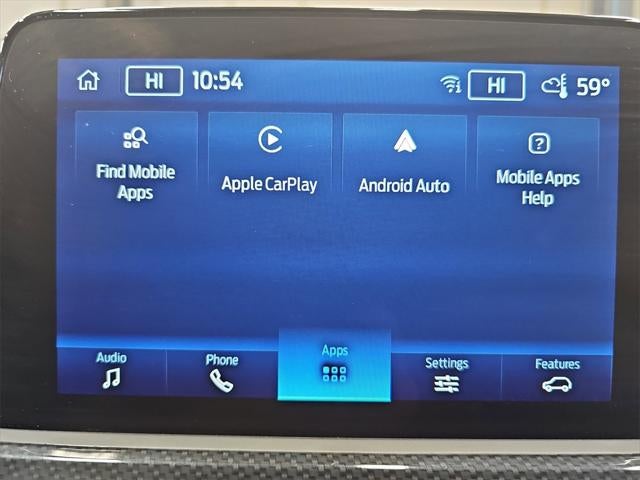 HI 10:54 HI 59°
Find Mobile
Apps
Apple CarPlay
Android Auto
Mobile Apps
Help
Audio
Phone
Apps
Settings
Features